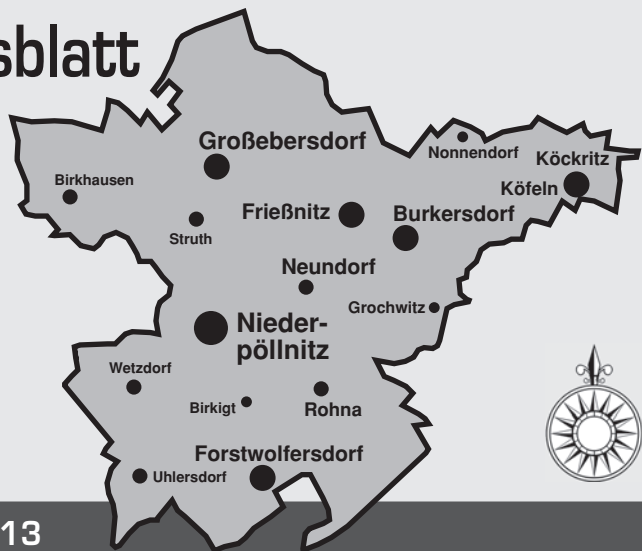 sblatt
Großebersdorf
Nonnendorf
Köckritz
Birkhausen
Köfeln
Frießnitz
Burkersdorf
Struth
Neundorf
Grochwitz
Nieder-
pöllnitz
Wetzdorf
Birkigt
Rohna
Forstwolfersdorf
Uhlersdorf
13